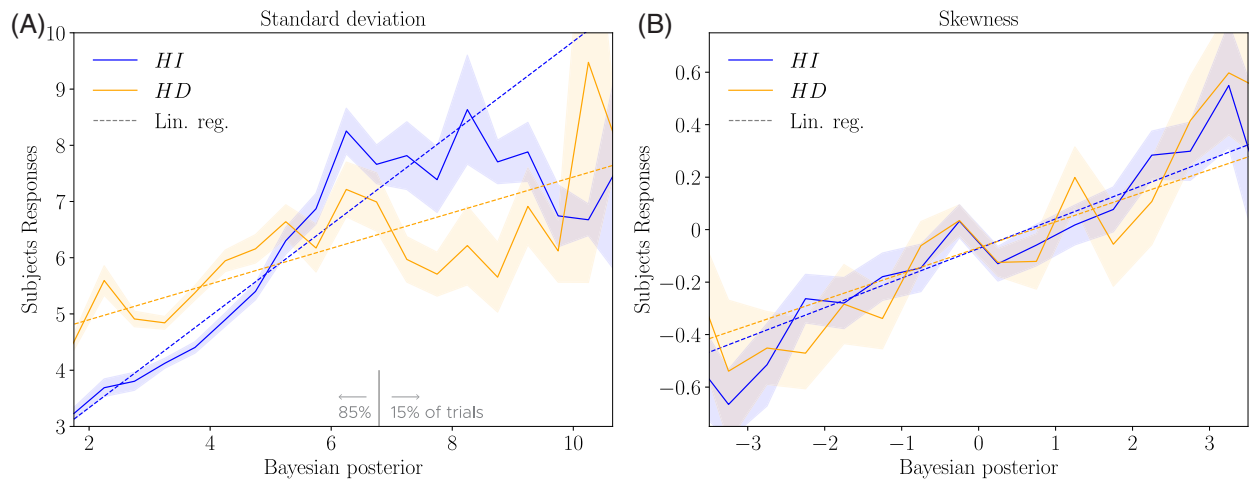 (A)
Standard deviation
HI
HD
Lin. reg.
10
9
8
7
6
5
4
3
Subjects Responses
85%
15% of trials
2
4
6
8
10
Bayesian posterior
(B)
Skewness
HI
HD
Lin. reg.
0.6
0.4
0.2
0
−0.2
−0.4
−0.6
Subjects Responses
−3
−2
−1
0
1
2
3
Bayesian posterior